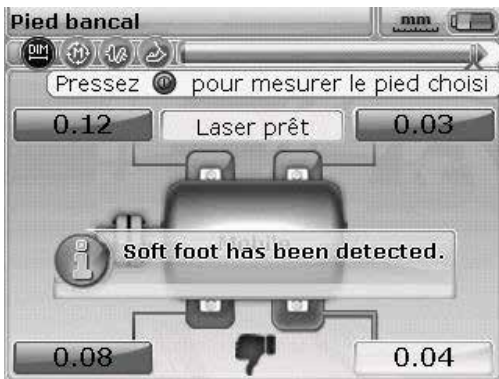 Pied bancal mm
DIM M
Pressez pour mesurer le pied choisi
0.12 Laser prêt 0.03
Soft foot has been detected.
0.08 0.04